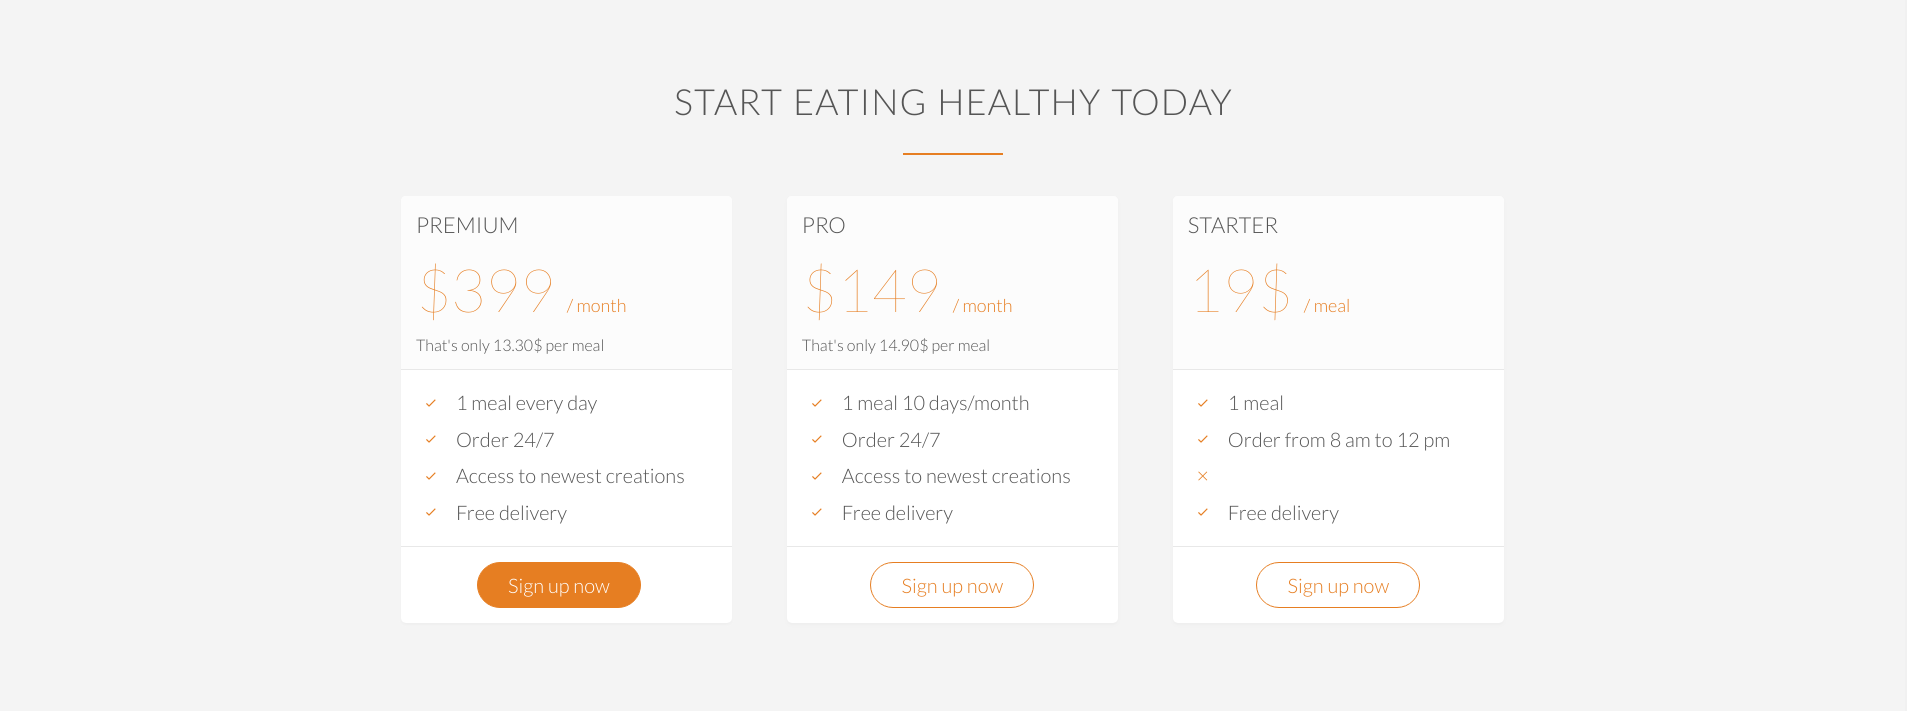 START EATING HEALTHY TODAY
PREMIUM
$399 / month
That's only 13.30$ per meal
1 meal every day
Order 24/7
Access to newest creations
Free delivery
Sign up now
PRO
$149 / month
That's only 14.90$ per meal
1 meal 10 days/month
Order 24/7
Access to newest creations
Free delivery
Sign up now
STARTER
19$ / meal
1 meal
Order from 8 am to 12 pm
Free delivery
Sign up now